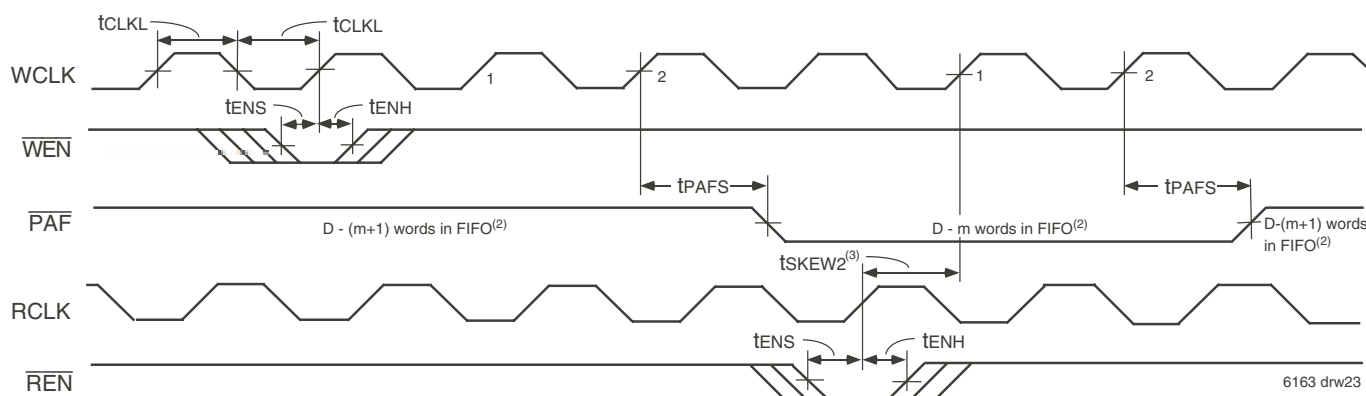 tCLKL tCLKL
WCLK 1 2 1 2
tENS tENH
WEN
tPAFS tPAFS
PAF
D - (m+1) words in FIFO(2) D - m words in FIFO(2) D-(m+1) words
in FIFO(2)
tSKEW2(3)
RCLK
tENS tENH
REN
6163 drw23